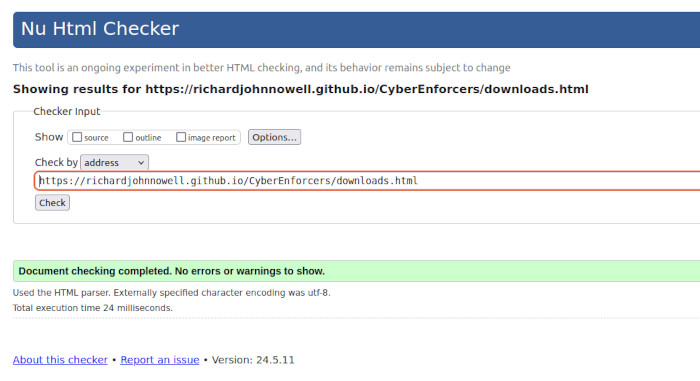 Nu Html Checker
This tool is an ongoing experiment in better HTML checking, and its behavior remains subject to change
Showing results for https://richardjohnnowell.github.io/CyberEnforcers/downloads.html
Checker Input
Show source outline image report Options...
Check by address
https://richardjohnnowell.github.io/CyberEnforcers/downloads.html
Check
Document checking completed. No errors or warnings to show.
Used the HTML parser. Externally specified character encoding was utf-8.
Total execution time 24 milliseconds.
About this checker • Report an issue • Version: 24.5.11